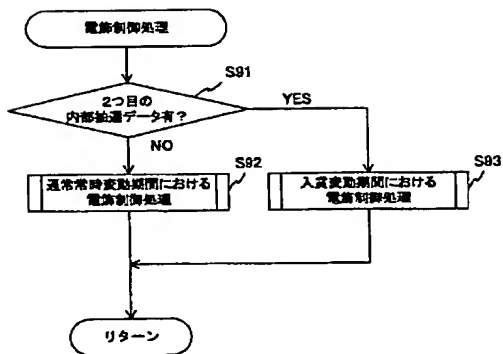 電飾制御処理
S91
2つ目の
内部抽選データ有？
YES
NO
S92
通常常時変動期間における
電飾制御処理
S93
入賞変動期間における
電飾制御処理
リターン